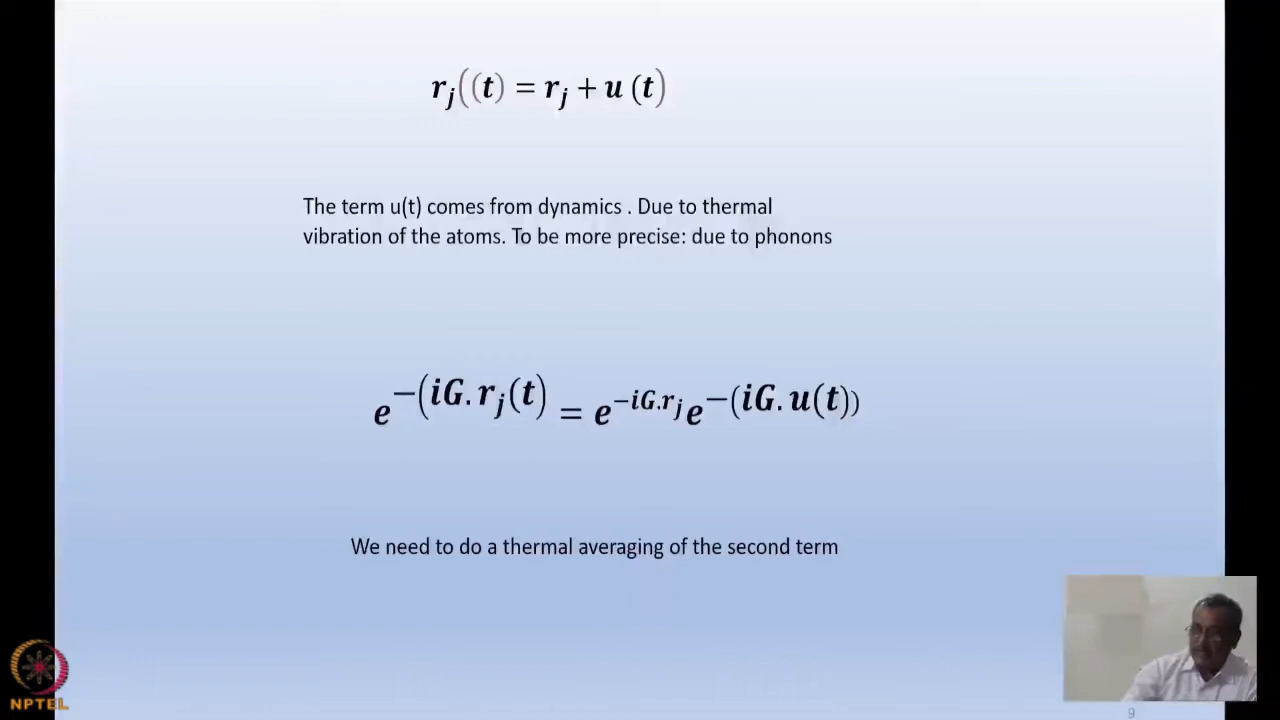 r_j((t) = r_j + u (t)
The term u(t) comes from dynamics . Due to thermal
vibration of the atoms. To be more precise: due to phonons
e^{−(iG.r_j(t)} = e^{−iG.r_j}e^{−(iG.u(t))}
We need to do a thermal averaging of the second term
NPTEL
9